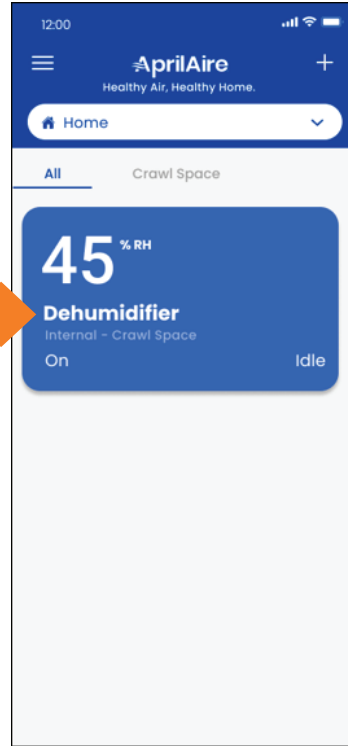 12:00
AprilAire
Healthy Air, Healthy Home.
Home
All Crawl Space
45 % RH
Dehumidifier
Internal - Crawl Space
On Idle